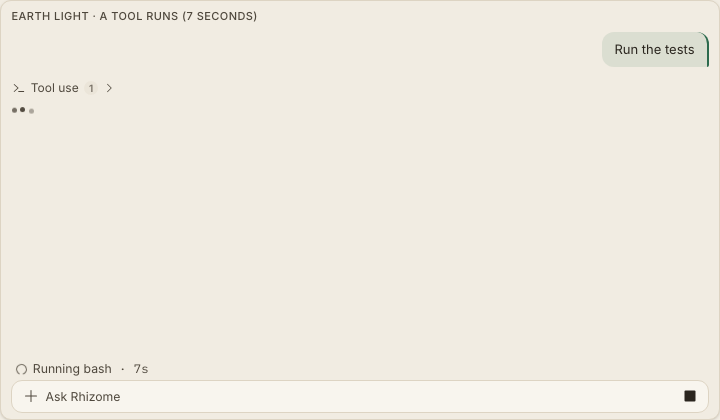 EARTH LIGHT · A TOOL RUNS (7 SECONDS)
Run the tests
Tool use 1
Running bash · 7s
Ask Rhizome